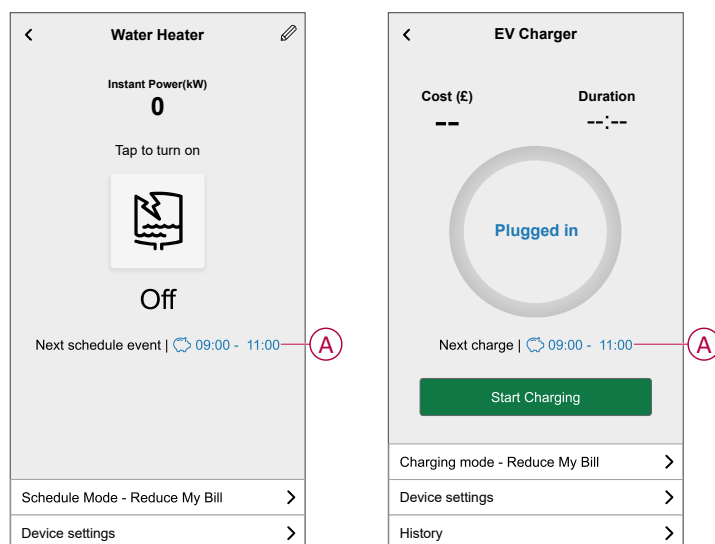 Water Heater
Instant Power(kW)
0
Tap to turn on
Off
Next schedule event | 09:00 - 11:00
A
Schedule Mode - Reduce My Bill
Device settings
EV Charger
Cost (£)
Duration
--
--:--
Plugged in
Next charge | 09:00 - 11:00
A
Start Charging
Charging mode - Reduce My Bill
Device settings
History